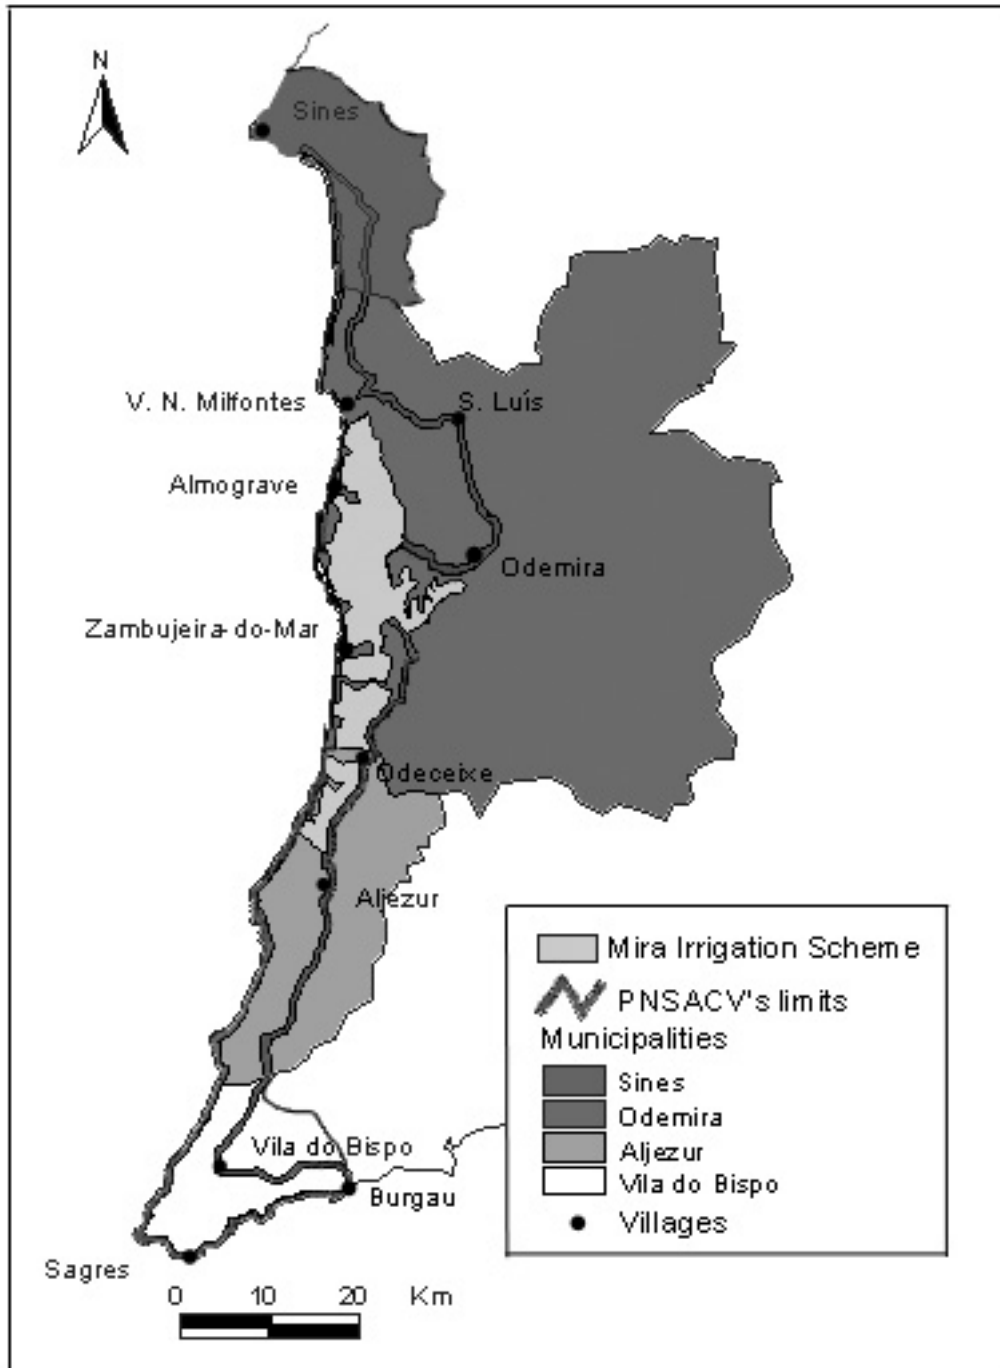 N
Sines
V. N. Milfontes
S. Luís
Almograve
Odemira
Zambujeira-do-Mar
Odeceixe
Aljezur
Mira Irrigation Scheme
PNSACV's limits
Municipalities
Sines
Odemira
Aljezur
Vila do Bispo
Villages
Vila do Bispo
Burgau
Sagres
0 10 20 Km